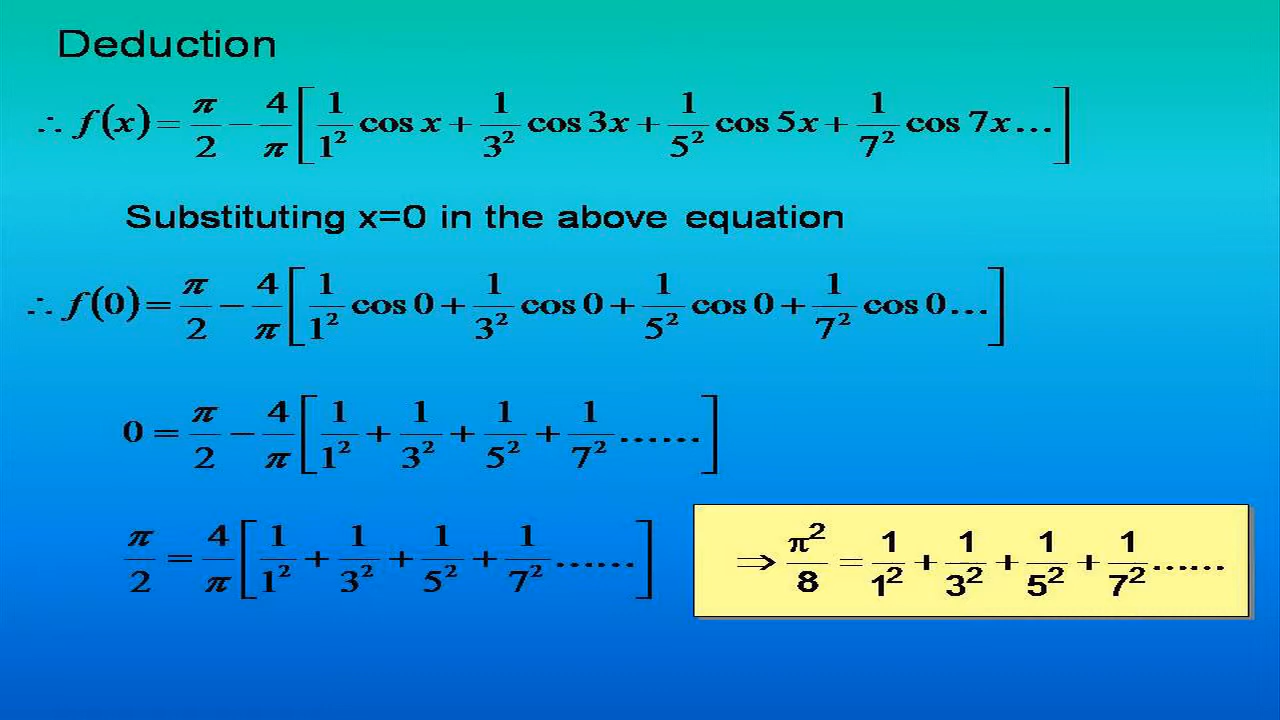 Deduction
∴ f(x) = π/2 − 4/π [ 1/1² cos x + 1/3² cos 3x + 1/5² cos 5x + 1/7² cos 7x... ]
Substituting x=0 in the above equation
∴ f(0) = π/2 − 4/π [ 1/1² cos 0 + 1/3² cos 0 + 1/5² cos 0 + 1/7² cos 0... ]
0 = π/2 − 4/π [ 1/1² + 1/3² + 1/5² + 1/7² ...... ]
π/2 = 4/π [ 1/1² + 1/3² + 1/5² + 1/7² ...... ]
⇒ π²/8 = 1/1² + 1/3² + 1/5² + 1/7² ......